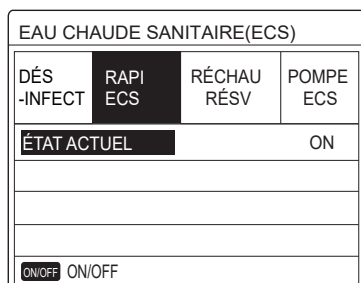 EAU CHAUDE SANITAIRE(ECS)
DÉS
-INFECT
RAPI
ECS
RÉCHAU
RÉSV
POMPE
ECS
ÉTAT ACTUEL ON
ON/OFF ON/OFF